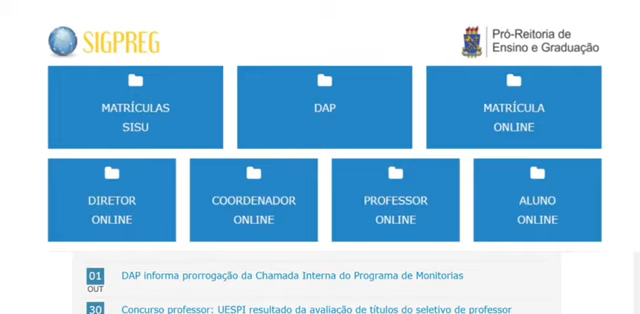 SIGPREG
Pró-Reitoria de
Ensino e Graduação
MATRÍCULAS
SISU
DAP
MATRÍCULA
ONLINE
DIRETOR
ONLINE
COORDENADOR
ONLINE
PROFESSOR
ONLINE
ALUNO
ONLINE
01
OUT
DAP informa prorrogação da Chamada Interna do Programa de Monitorias
30
Concurso professor: UESPI resultado da avaliação de títulos do seletivo de professor